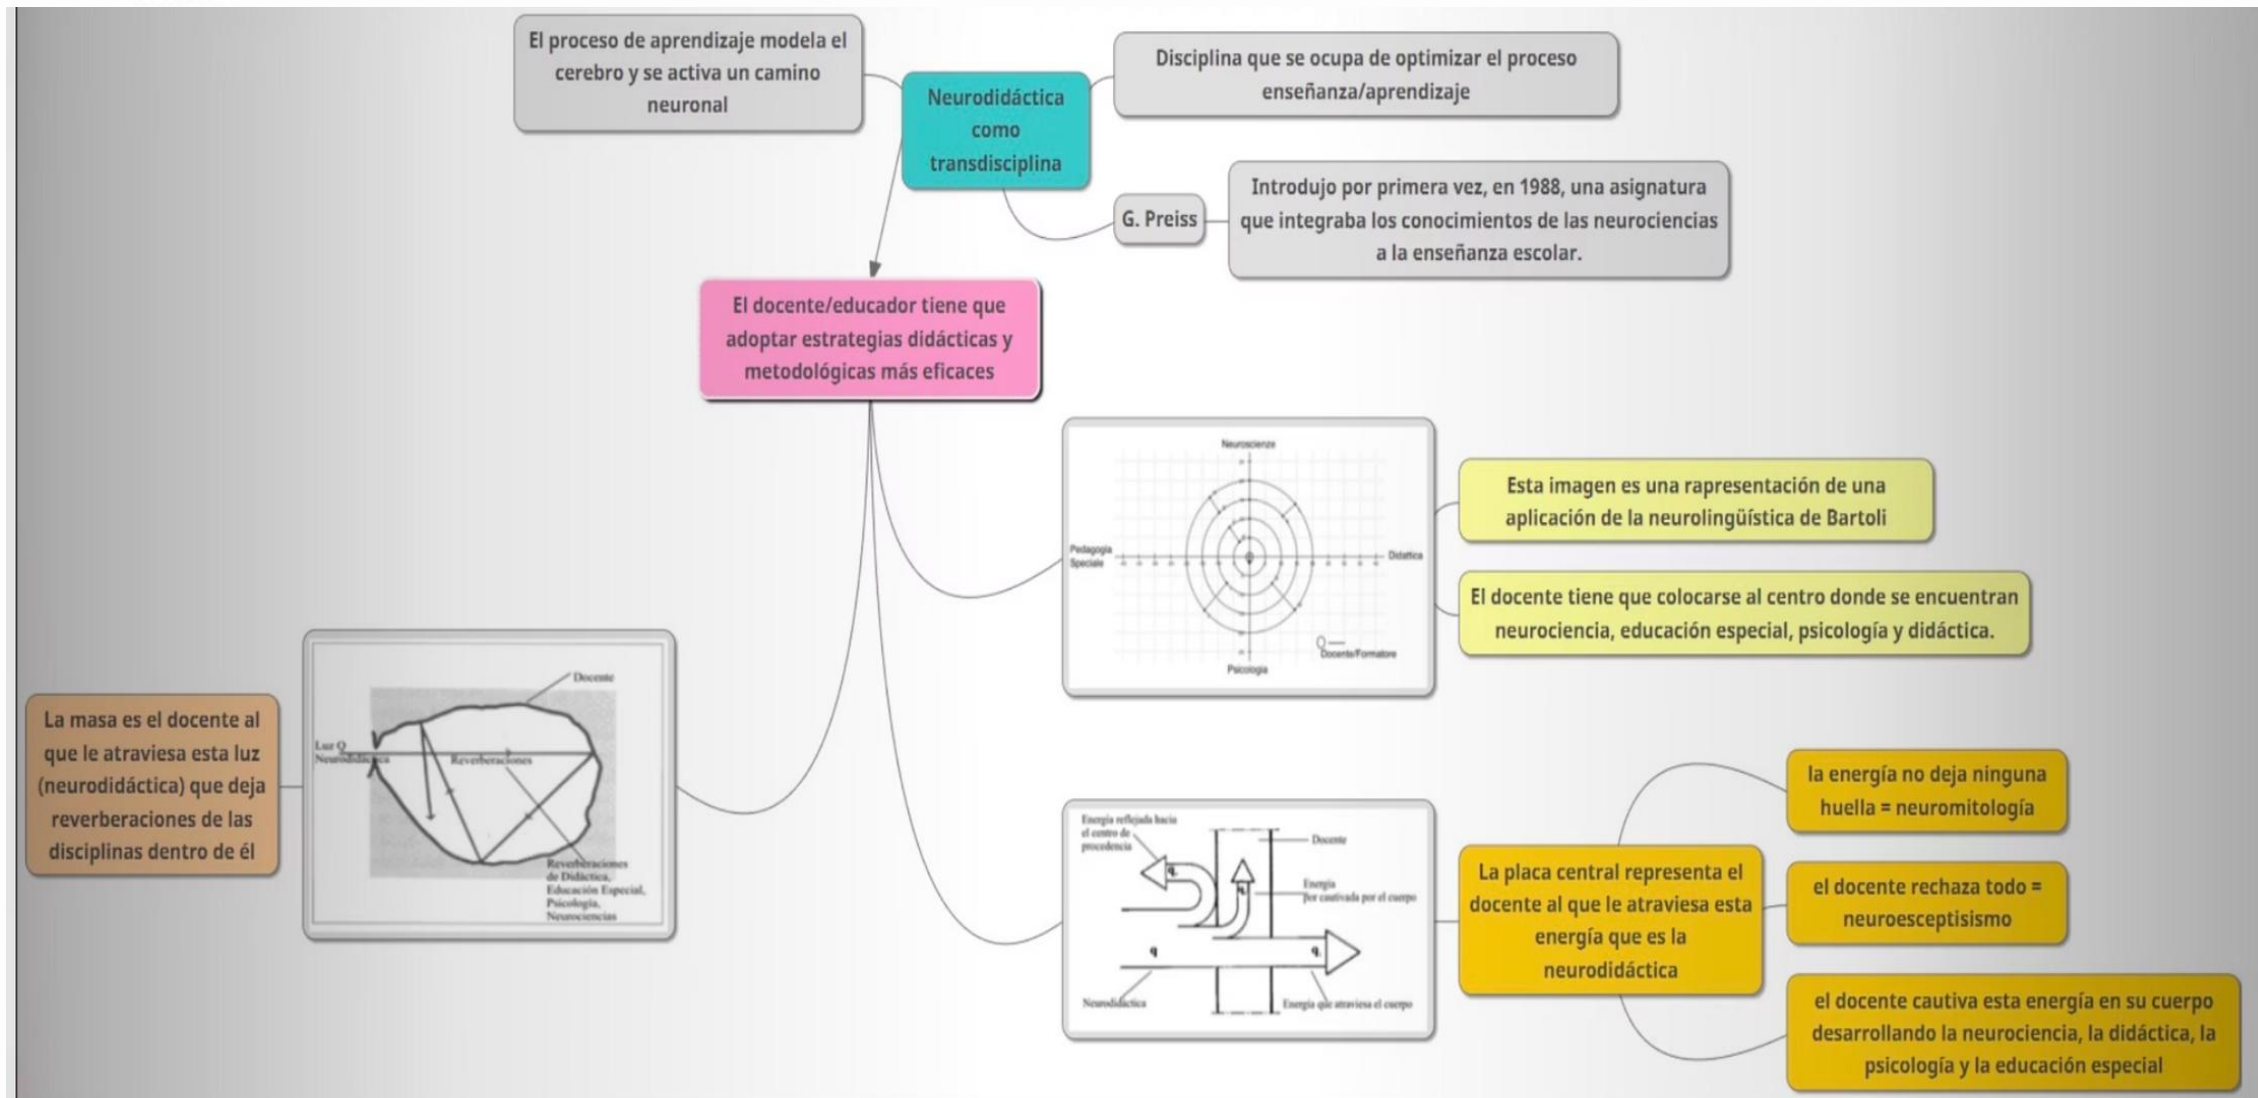 El proceso de aprendizaje modela el
cerebro y se activa un camino
neuronal
Neurodidáctica
como
transdisciplina
Disciplina que se ocupa de optimizar el proceso
enseñanza/aprendizaje
G. Preiss
Introdujo por primera vez, en 1988, una asignatura
que integraba los conocimientos de las neurociencias
a la enseñanza escolar.
El docente/educador tiene que
adoptar estrategias didácticas y
metodológicas más eficaces
Neuroscienze
Pedagogia
Speciale
Didattica
Docente/Formatore
Psicologia
Esta imagen es una rapresentación de una
aplicación de la neurolingüística de Bartoli
El docente tiene que colocarse al centro donde se encuentran
neurociencia, educación especial, psicología y didáctica.
La masa es el docente al
que le atraviesa esta luz
(neurodidáctica) que deja
reverberaciones de las
disciplinas dentro de él
Docente
Luz Q
Neurodidáctica
Reverberaciones
Reverberaciones
de Didáctica,
Educación Especial,
Psicología,
Neurociencias
Energía reflejada hacia
el centro de
procedencia
Docente
Energía
por cautivada por el cuerpo
q
Neurodidáctica
Energía que atraviesa el cuerpo
La placa central representa el
docente al que le atraviesa esta
energía que es la
neurodidáctica
la energía no deja ninguna
huella = neuromitología
el docente rechaza todo =
neuroesceptisismo
el docente cautiva esta energía en su cuerpo
desarrollando la neurociencia, la didáctica, la
psicología y la educación especial